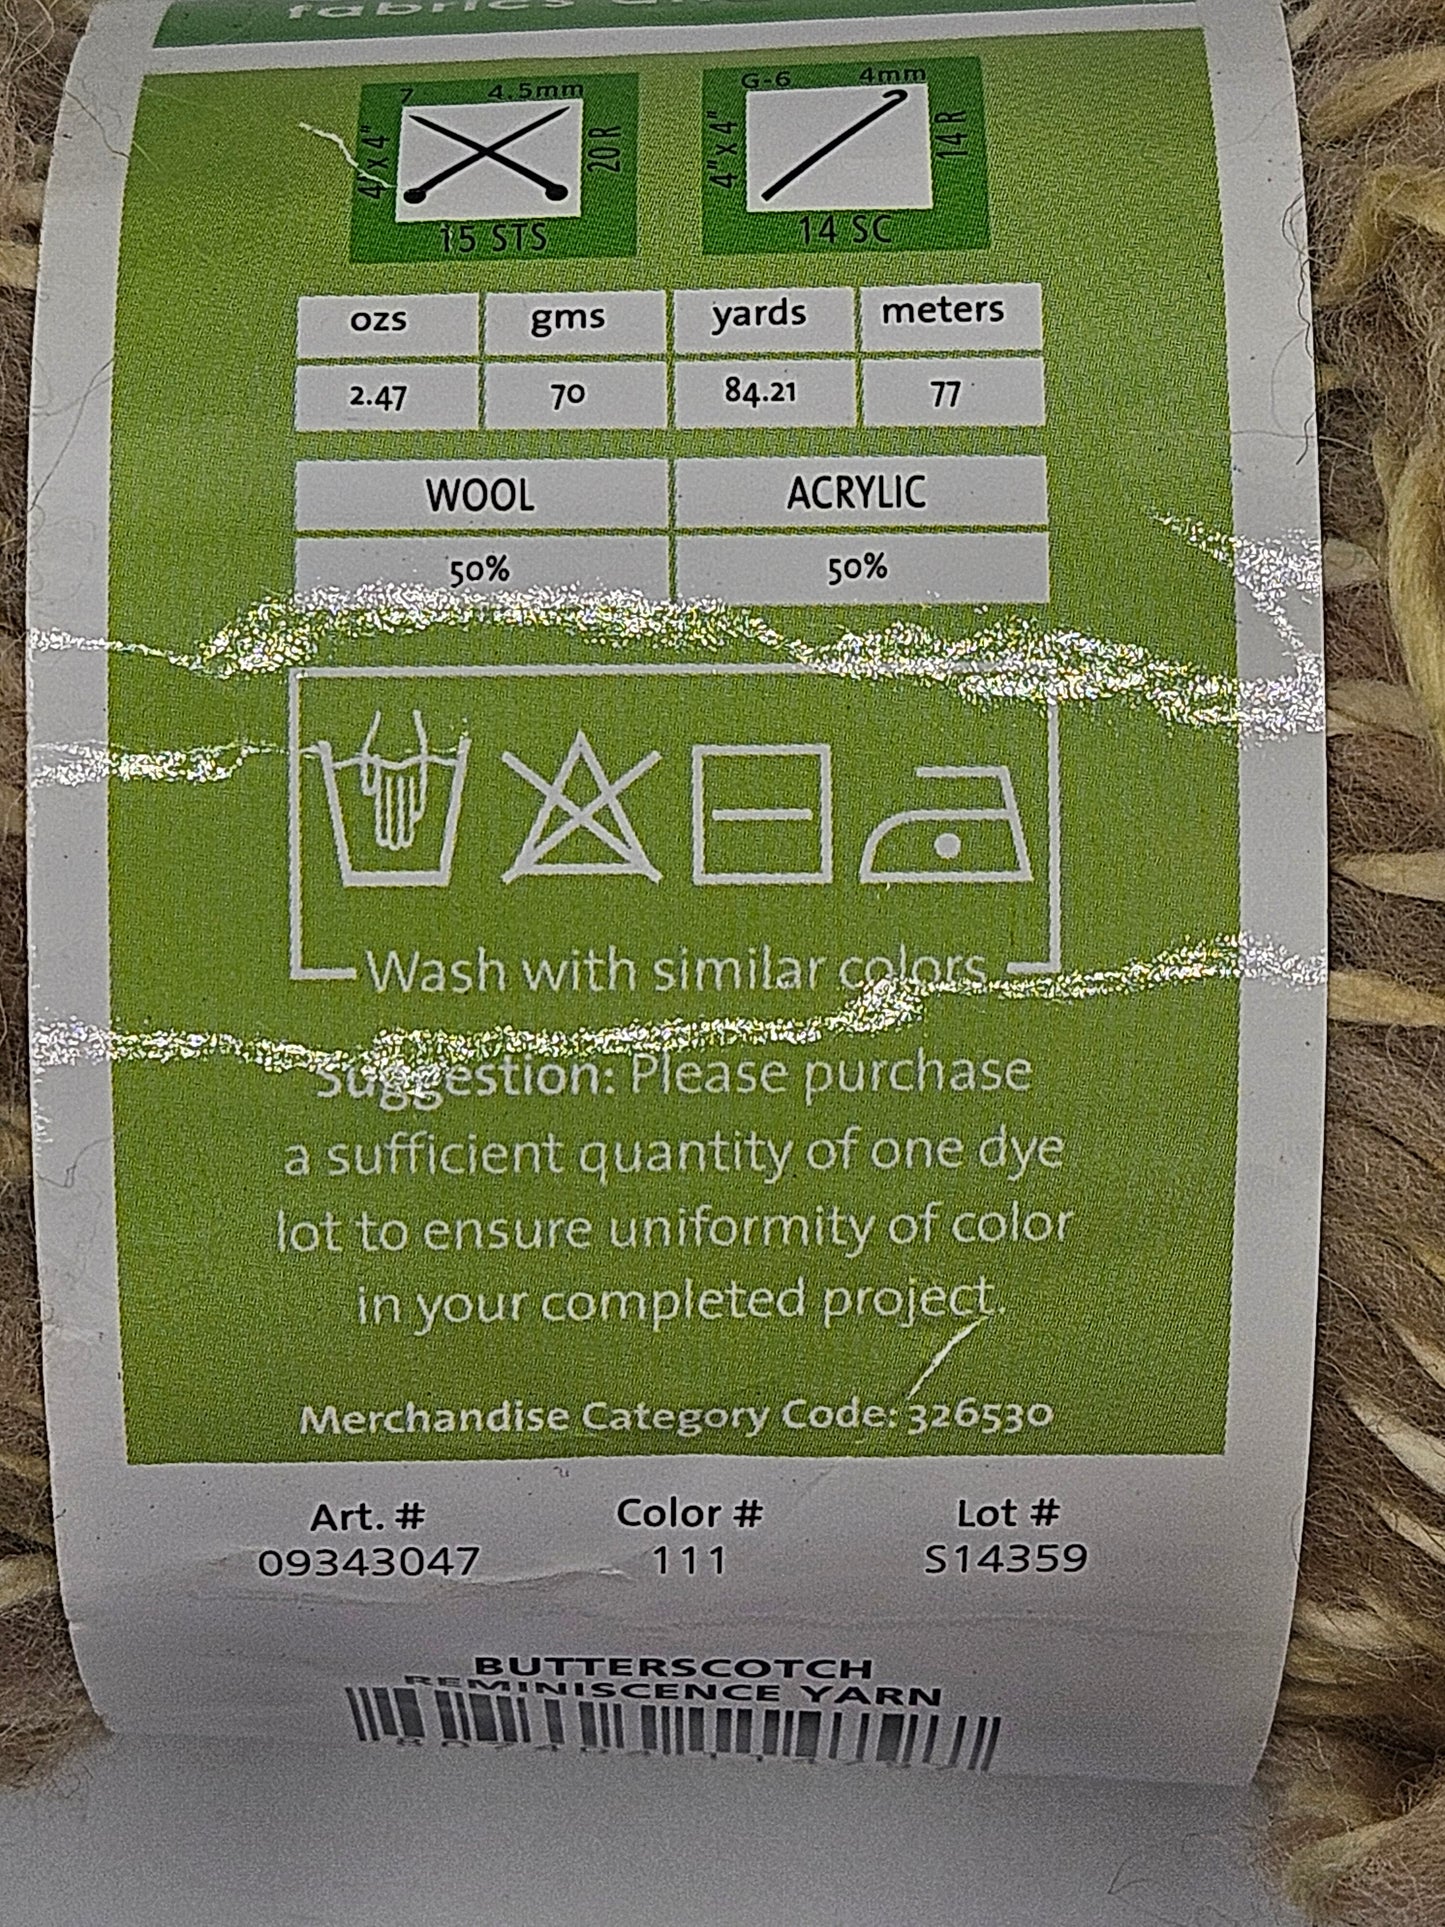 fabrics
7 4.5mm
4" x 4"
20 R
15 STS
G-6 4mm
4" x 4"
14 R
14 SC
ozs gms yards meters
2.47 70 84.21 77
WOOL ACRYLIC
50% 50%
Wash with similar colors
Suggestion: Please purchase
a sufficient quantity of one dye
lot to ensure uniformity of color
in your completed project.
Merchandise Category Code: 326530
Art. # Color # Lot #
09343047 111 S14359
BUTTERSCOTCH
REMINISCENCE YARN